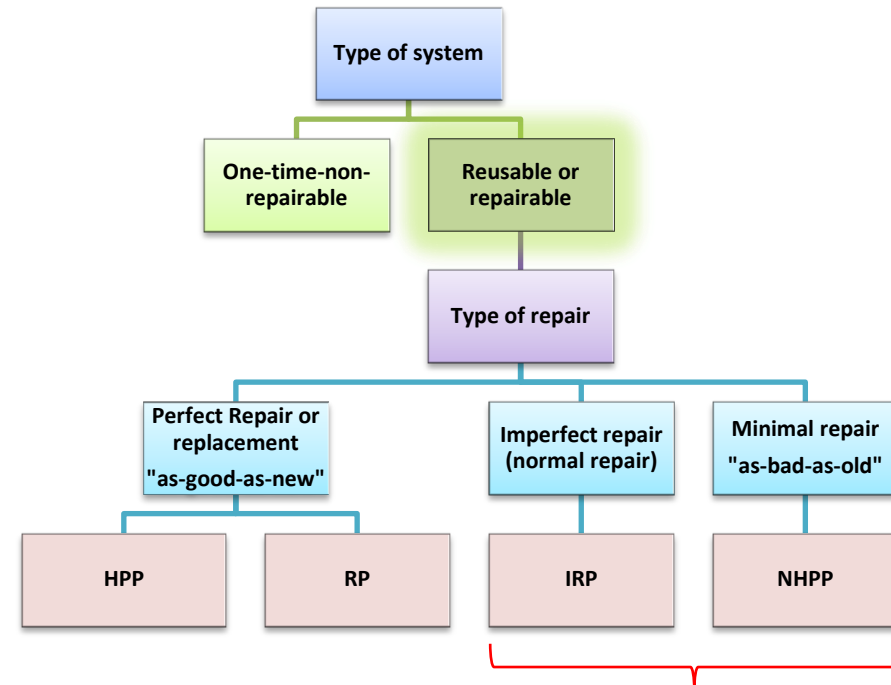 Type of system
One-time-non-
repairable
Reusable or
repairable
Type of repair
Perfect Repair or
replacement
"as-good-as-new"
Imperfect repair
(normal repair)
Minimal repair
"as-bad-as-old"
HPP
RP
IRP
NHPP